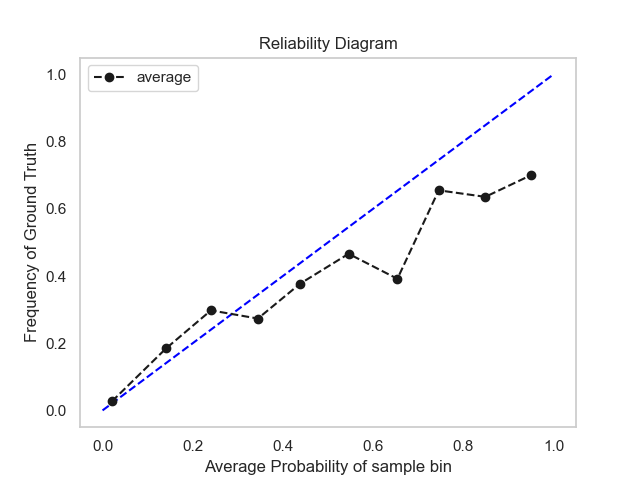 Reliability Diagram
average
1.0
0.8
0.6
0.4
0.2
0.0
Frequency of Ground Truth
0.0 0.2 0.4 0.6 0.8 1.0
Average Probability of sample bin